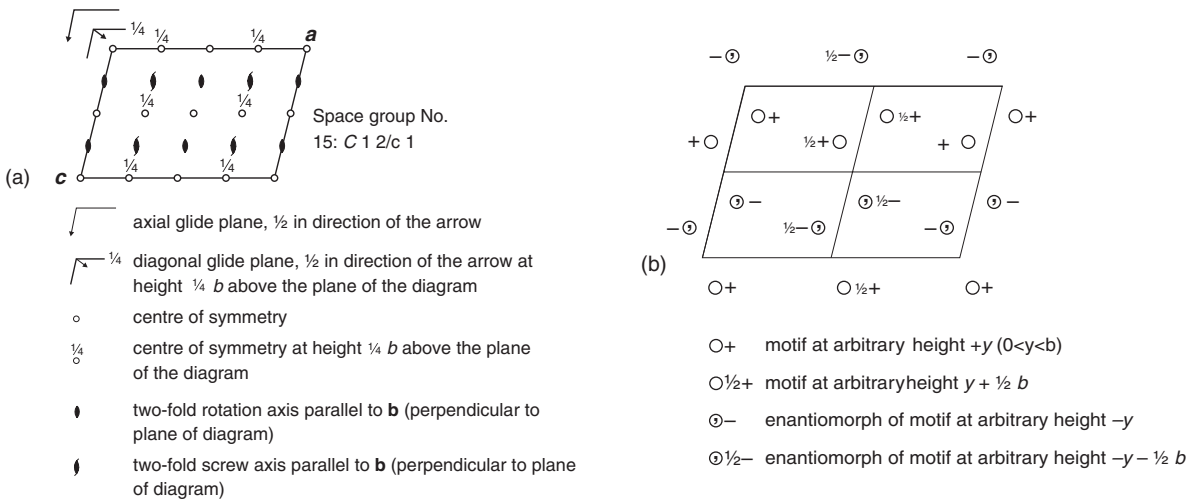 ¼ ¼ ¼ a
¼ ¼
Space group No.
15: C 1 2/c 1
¼ ¼
(a) c
axial glide plane, ½ in direction of the arrow
¼ diagonal glide plane, ½ in direction of the arrow at
height ¼ b above the plane of the diagram
centre of symmetry
¼ centre of symmetry at height ¼ b above the plane
of the diagram
two-fold rotation axis parallel to b (perpendicular to
plane of diagram)
two-fold screw axis parallel to b (perpendicular to plane
of diagram)
– ½– –
+ ½+ +
+ ½+ +
– ½– –
– ½– –
(b)
+ ½+ +
+ motif at arbitrary height +y (0<y<b)
½+ motif at arbitraryheight y + ½ b
– enantiomorph of motif at arbitrary height –y
½– enantiomorph of motif at arbitrary height –y – ½ b